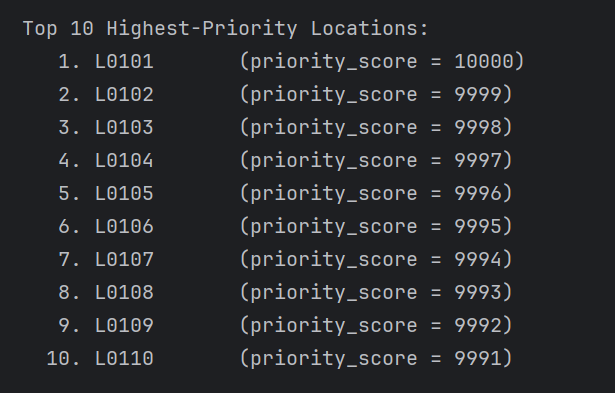 Top 10 Highest-Priority Locations:
1. L0101 (priority_score = 10000)
2. L0102 (priority_score = 9999)
3. L0103 (priority_score = 9998)
4. L0104 (priority_score = 9997)
5. L0105 (priority_score = 9996)
6. L0106 (priority_score = 9995)
7. L0107 (priority_score = 9994)
8. L0108 (priority_score = 9993)
9. L0109 (priority_score = 9992)
10. L0110 (priority_score = 9991)